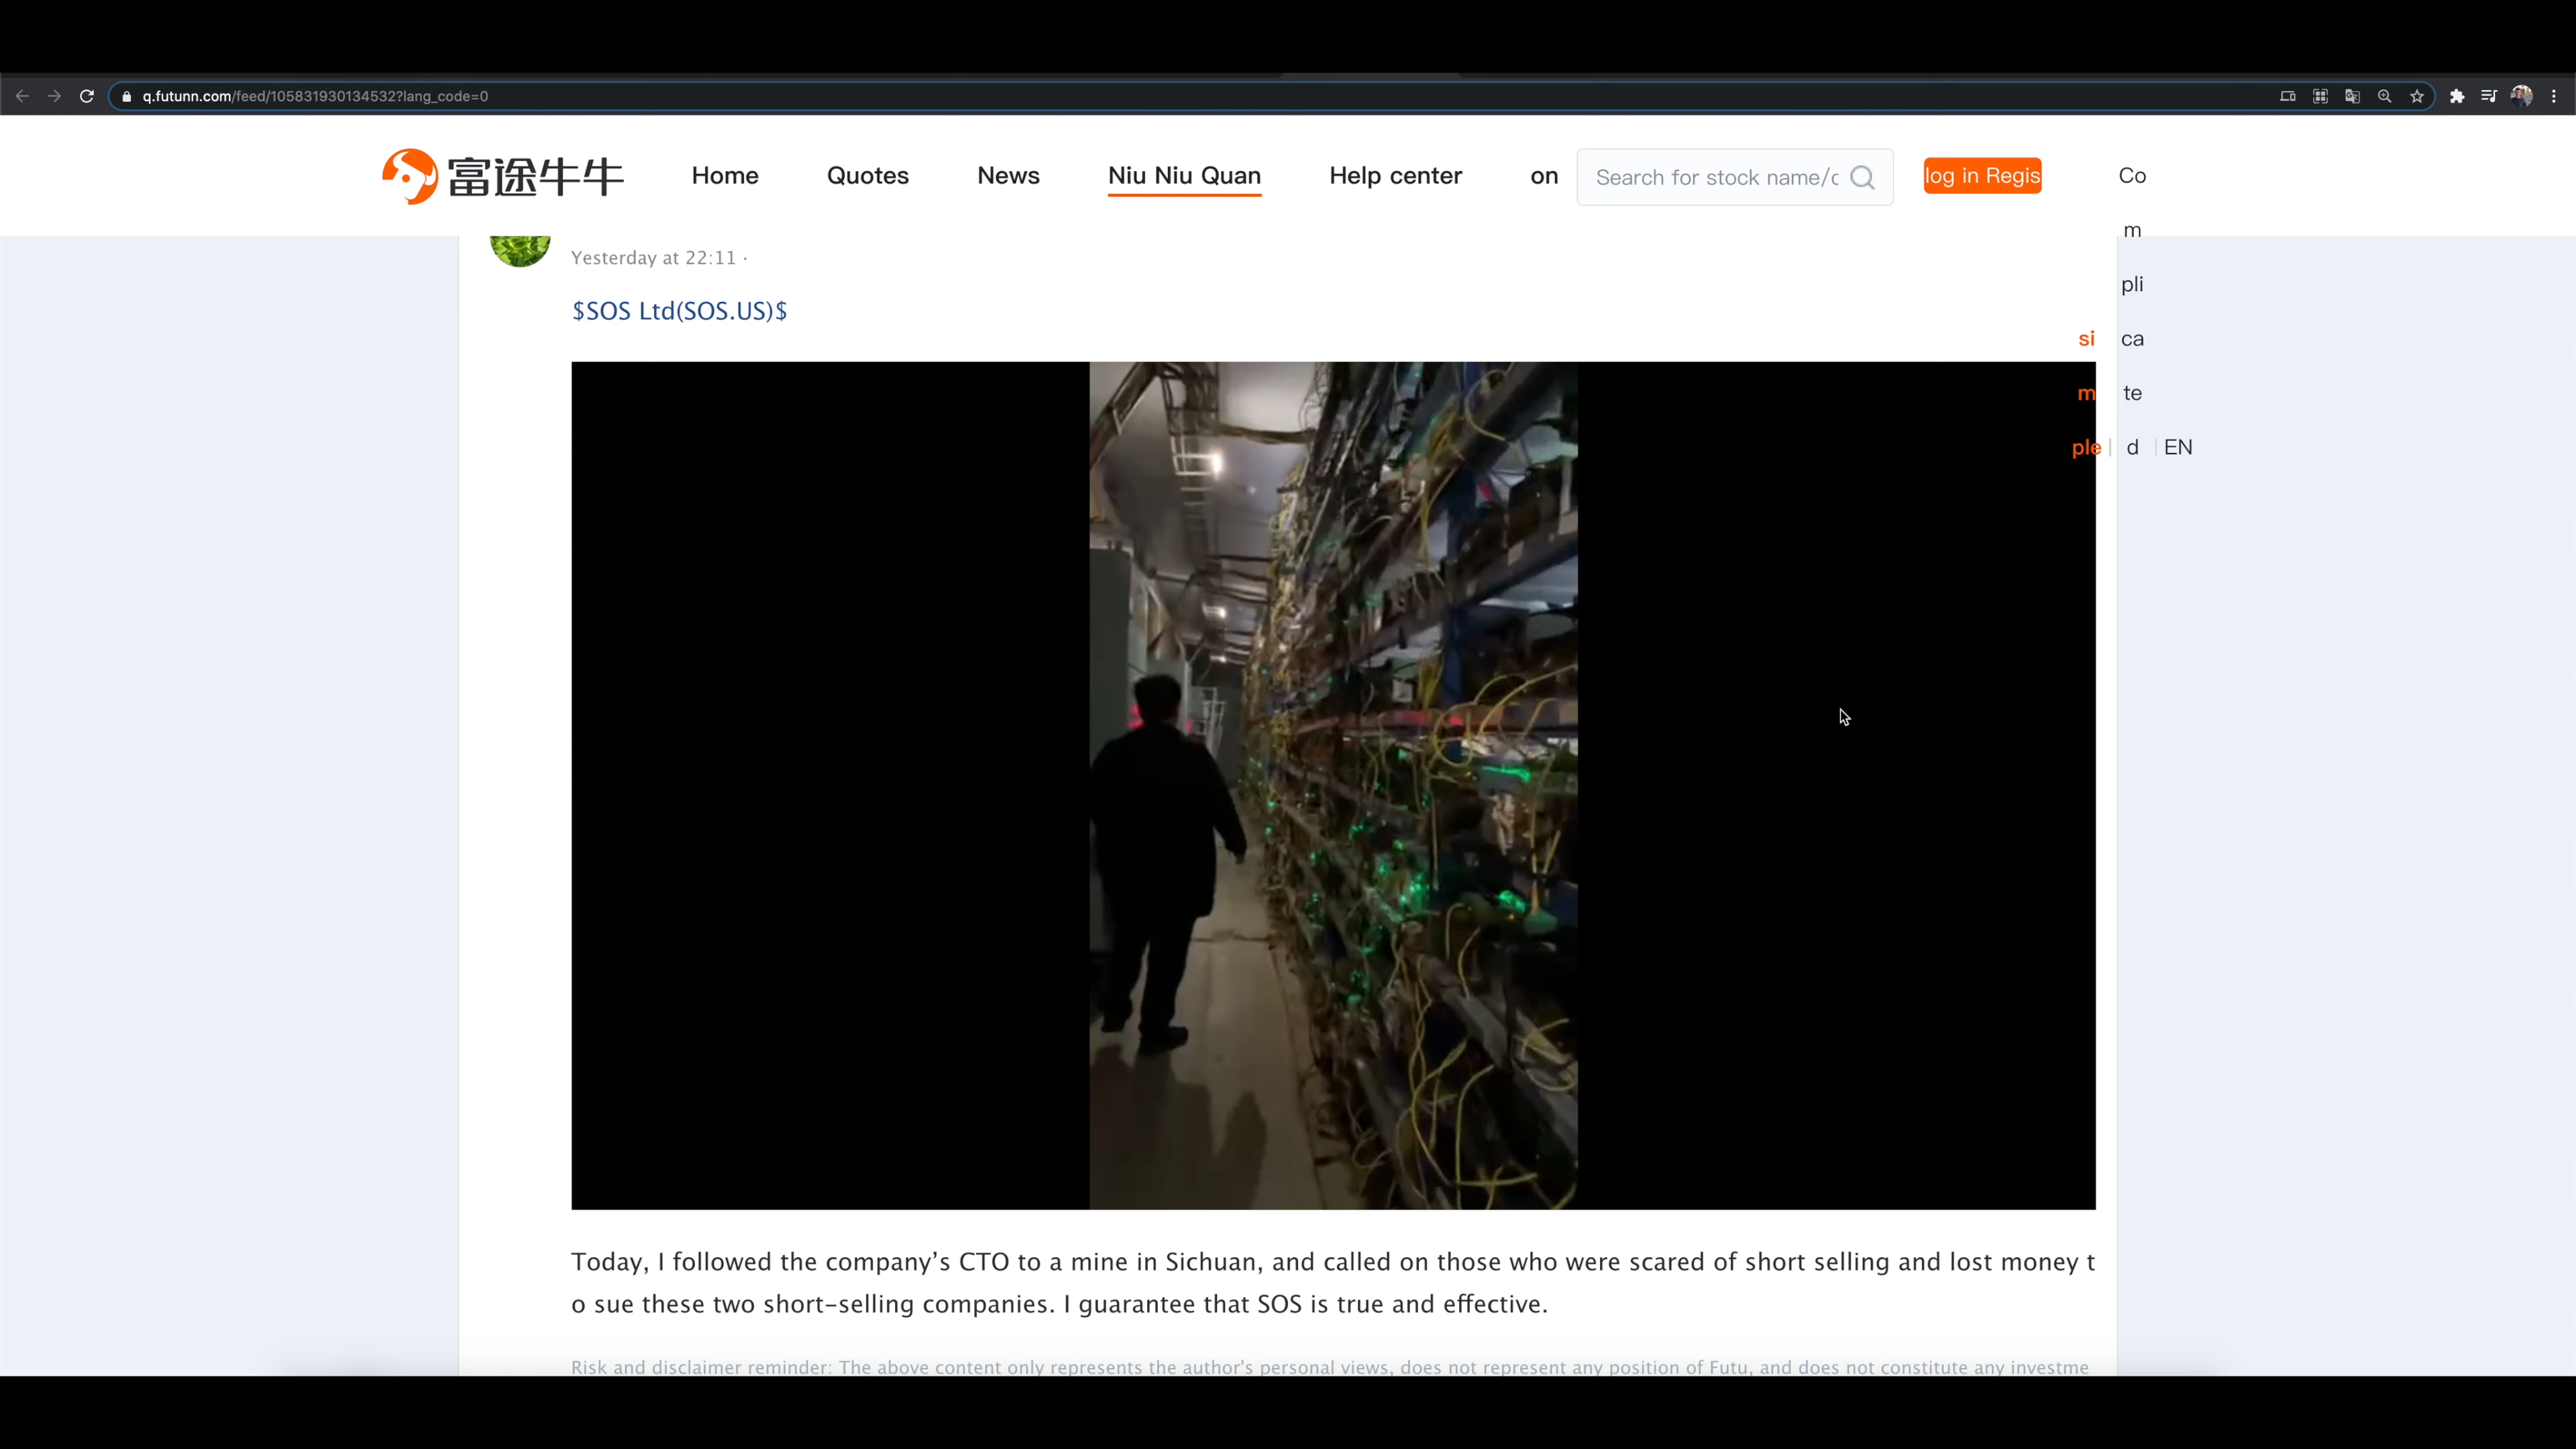 q.futunn.com/feed/105831930134532?lang_code=0
富途牛牛
Home
Quotes
News
Niu Niu Quan
Help center
on
Search for stock name/c
log in Regis
si
m
ple
Co
m
pli
ca
te
d
EN
Yesterday at 22:11 ·
$SOS Ltd(SOS.US)$
Today, I followed the company’s CTO to a mine in Sichuan, and called on those who were scared of short selling and lost money t
o sue these two short-selling companies. I guarantee that SOS is true and effective.
Risk and disclaimer reminder: The above content only represents the author's personal views, does not represent any position of Futu, and does not constitute any investme